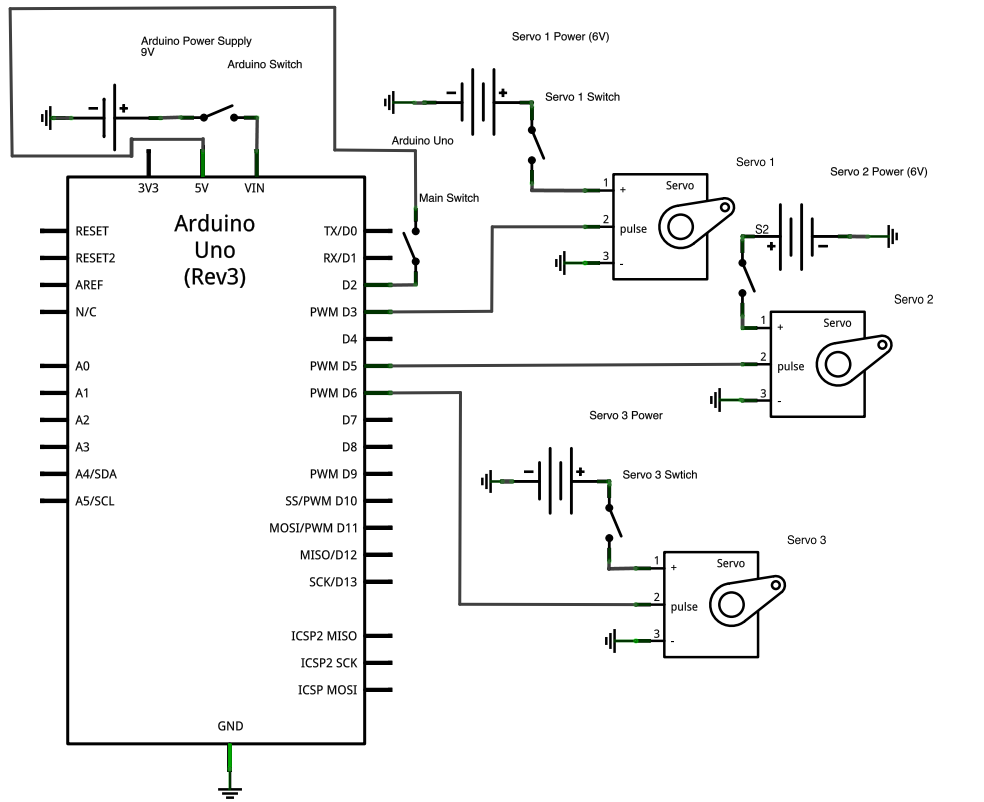 Arduino Power Supply
9V
Arduino Switch
Servo 1 Power (6V)
Servo 1 Switch
Arduino Uno
Main Switch
Servo 1
Servo 2 Power (6V)
S2
Servo 2
Servo 3 Power
Servo 3 Swtich
Servo 3
3V3
5V
VIN
Arduino
Uno
(Rev3)
RESET
RESET2
AREF
N/C
A0
A1
A2
A3
A4/SDA
A5/SCL
TX/D0
RX/D1
D2
PWM D3
D4
PWM D5
PWM D6
D7
D8
PWM D9
SS/PWM D10
MOSI/PWM D11
MISO/D12
SCK/D13
ICSP2 MISO
ICSP2 SCK
ICSP MOSI
GND
- +
- +
1 + Servo
2 pulse
3 -
+ -
1 + Servo
2 pulse
3 -
- +
1 + Servo
2 pulse
3 -